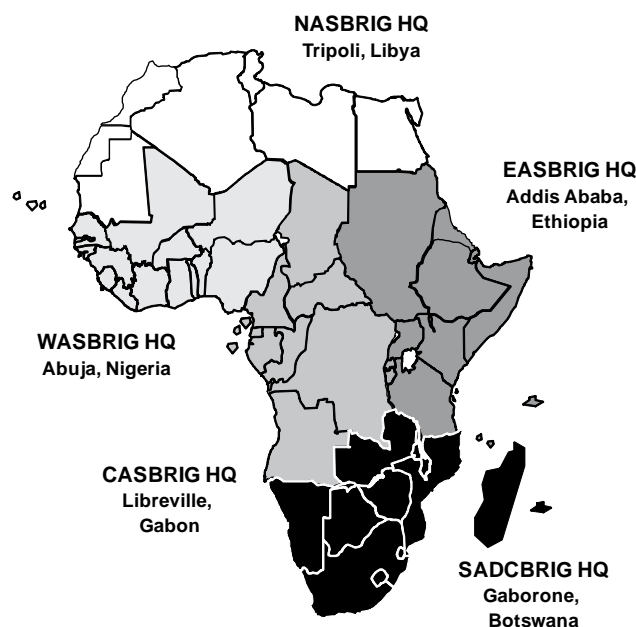 NASBRIG HQ
Tripoli, Libya
EASBRIG HQ
Addis Ababa,
Ethiopia
WASBRIG HQ
Abuja, Nigeria
CASBRIG HQ
Libreville,
Gabon
SADCBRIG HQ
Gaborone,
Botswana